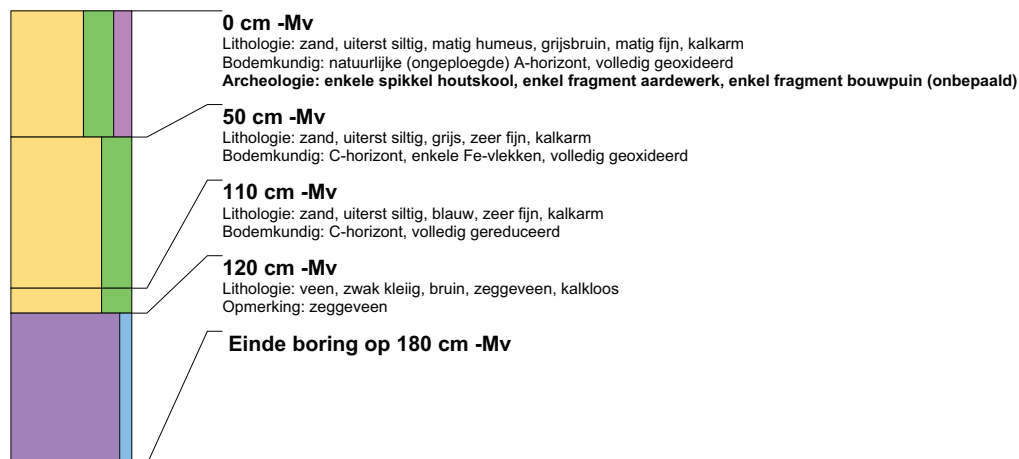 0 cm -Mv
Lithologie: zand, uiterst siltig, matig humeus, grijsbruin, matig fijn, kalkarm
Bodemkundig: natuurlijke (ongeploegde) A-horizont, volledig geoxideerd
Archeologie: enkele spikkel houtskool, enkel fragment aardewerk, enkel fragment bouwpuin (onbepaald)
50 cm -Mv
Lithologie: zand, uiterst siltig, grijs, zeer fijn, kalkarm
Bodemkundig: C-horizont, enkele Fe-vlekken, volledig geoxideerd
110 cm -Mv
Lithologie: zand, uiterst siltig, blauw, zeer fijn, kalkarm
Bodemkundig: C-horizont, volledig gereduceerd
120 cm -Mv
Lithologie: veen, zwak kleiig, bruin, zeggeveen, kalkloos
Opmerking: zeggeveen
Einde boring op 180 cm -Mv